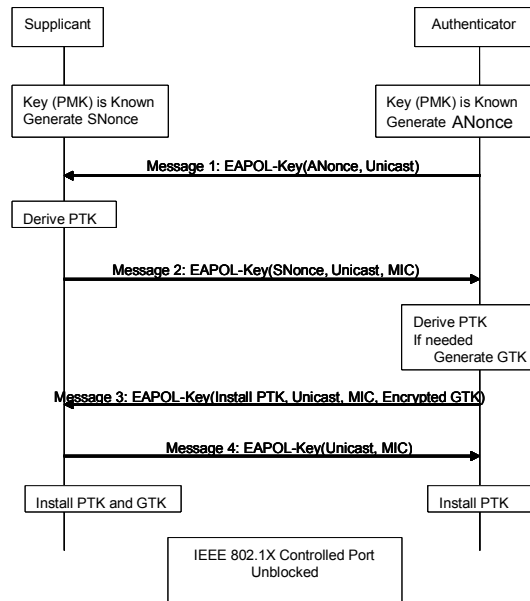 Supplicant
Authenticator
Key (PMK) is Known
Generate SNonce
Key (PMK) is Known
Generate ANonce
Message 1: EAPOL-Key(ANonce, Unicast)
Derive PTK
Message 2: EAPOL-Key(SNonce, Unicast, MIC)
Derive PTK
If needed
Generate GTK
Message 3: EAPOL-Key(Install PTK, Unicast, MIC, Encrypted GTK)
Message 4: EAPOL-Key(Unicast, MIC)
Install PTK and GTK
Install PTK
IEEE 802.1X Controlled Port
Unblocked